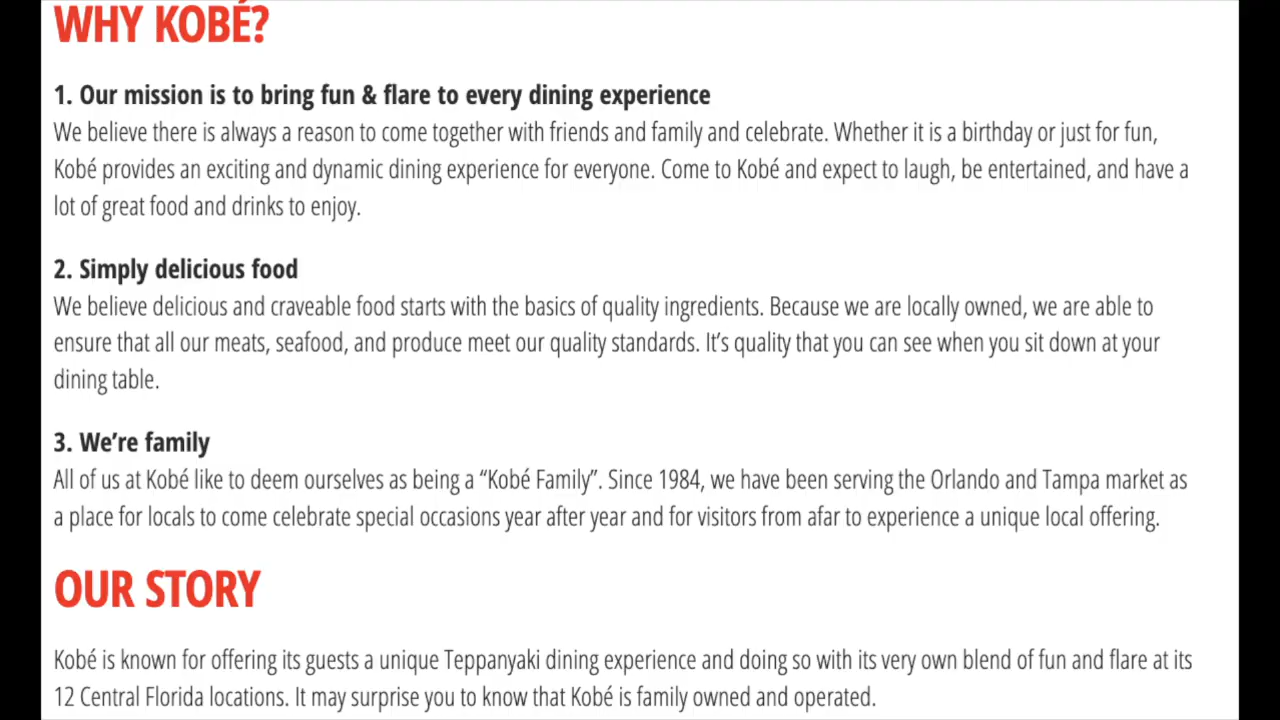 WHY KOBÉ?
1. Our mission is to bring fun & flare to every dining experience
We believe there is always a reason to come together with friends and family and celebrate. Whether it is a birthday or just for fun,
Kobé provides an exciting and dynamic dining experience for everyone. Come to Kobé and expect to laugh, be entertained, and have a
lot of great food and drinks to enjoy.
2. Simply delicious food
We believe delicious and craveable food starts with the basics of quality ingredients. Because we are locally owned, we are able to
ensure that all our meats, seafood, and produce meet our quality standards. It’s quality that you can see when you sit down at your
dining table.
3. We’re family
All of us at Kobé like to deem ourselves as being a “Kobé Family”. Since 1984, we have been serving the Orlando and Tampa market as
a place for locals to come celebrate special occasions year after year and for visitors from afar to experience a unique local offering.
OUR STORY
Kobé is known for offering its guests a unique Teppanyaki dining experience and doing so with its very own blend of fun and flare at its
12 Central Florida locations. It may surprise you to know that Kobé is family owned and operated.